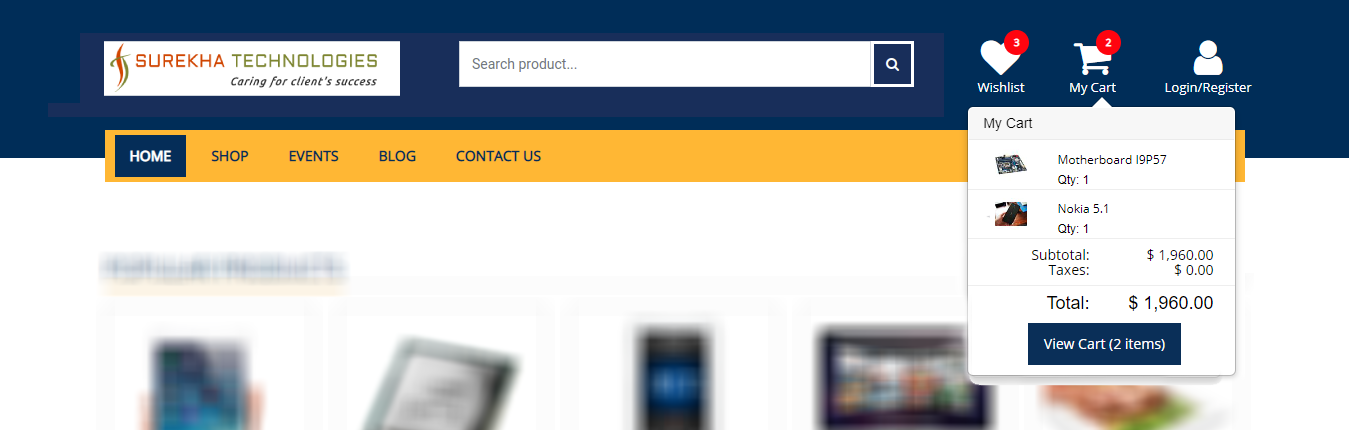 SUREKHA TECHNOLOGIES
Caring for client's success
Search product...
3
Wishlist
2
My Cart
Login/Register
HOME
SHOP
EVENTS
BLOG
CONTACT US
My Cart
Motherboard I9P57
Qty: 1
Nokia 5.1
Qty: 1
Subtotal: $ 1,960.00
Taxes: $ 0.00
Total: $ 1,960.00
View Cart (2 items)